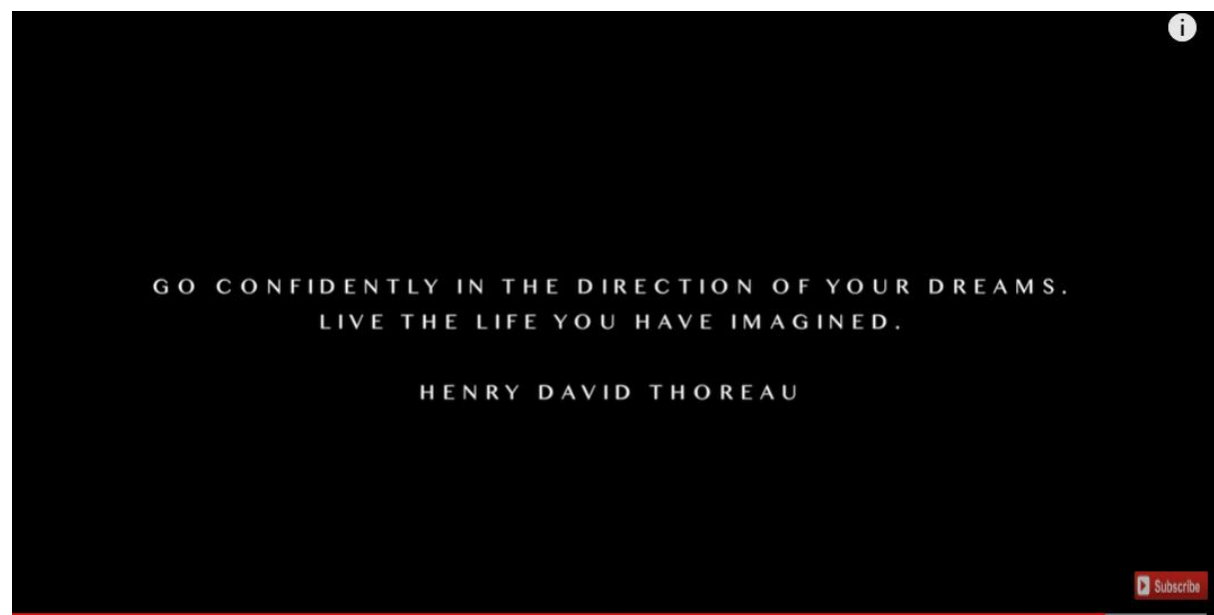 i
GO CONFIDENTLY IN THE DIRECTION OF YOUR DREAMS.
LIVE THE LIFE YOU HAVE IMAGINED.
HENRY DAVID THOREAU
Subscribe